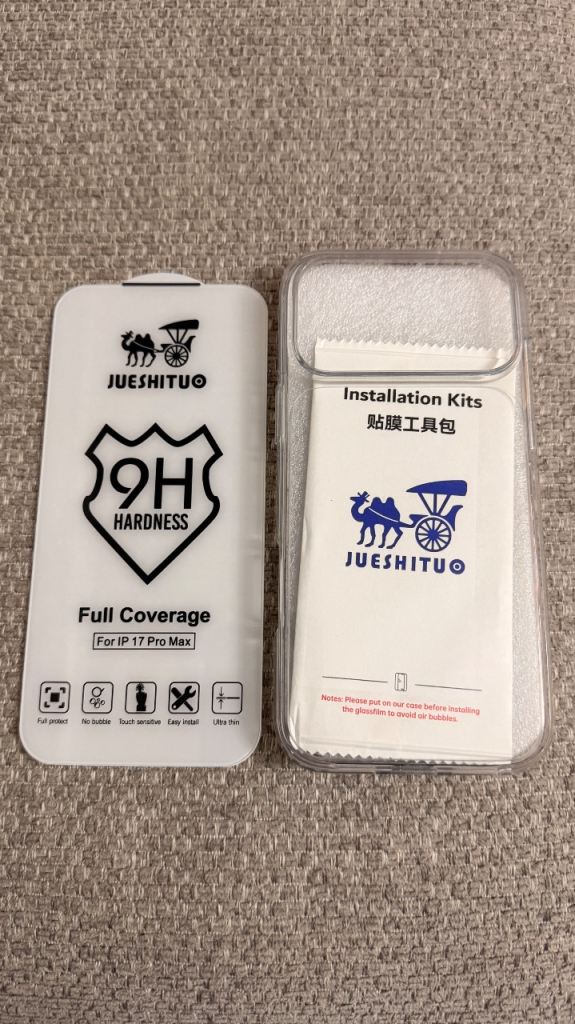 JUESHITUO
9H
HARDNESS
Full Coverage
For IP 17 Pro Max
Full protect
No bubble
Touch sensitive
Easy install
Ultra thin
Installation Kits
贴膜工具包
JUESHITUO
Notes: Please put on our case before installing
the glassfilm to avoid air bubbles.